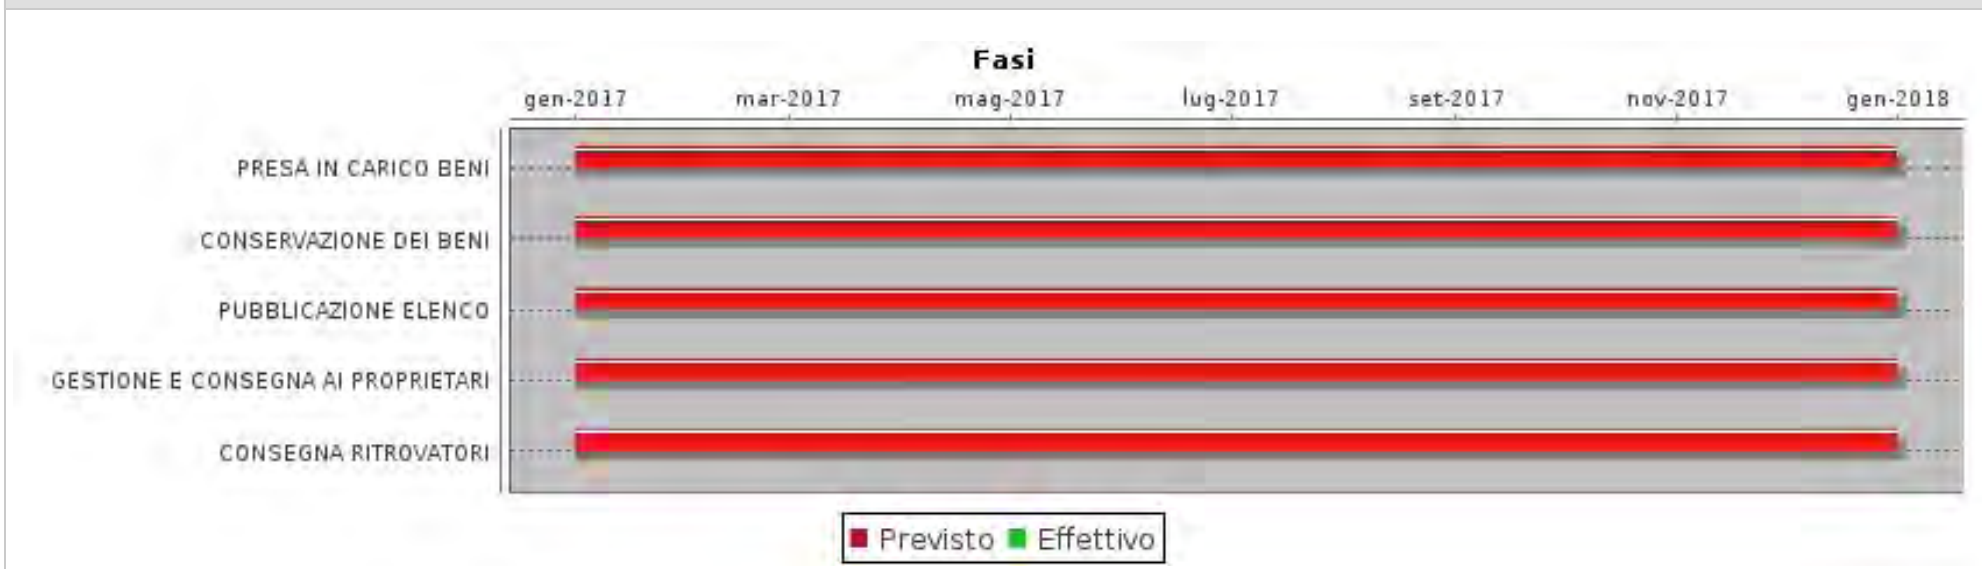 Fasi
gen-2017 mar-2017 mag-2017 lug-2017 set-2017 nov-2017 gen-2018
PRESA IN CARICO BENI
CONSERVAZIONE DEI BENI
PUBBLICAZIONE ELENCO
GESTIONE E CONSEGNA AI PROPRIETARI
CONSEGNA RITROVATORI
Previsto Effettivo